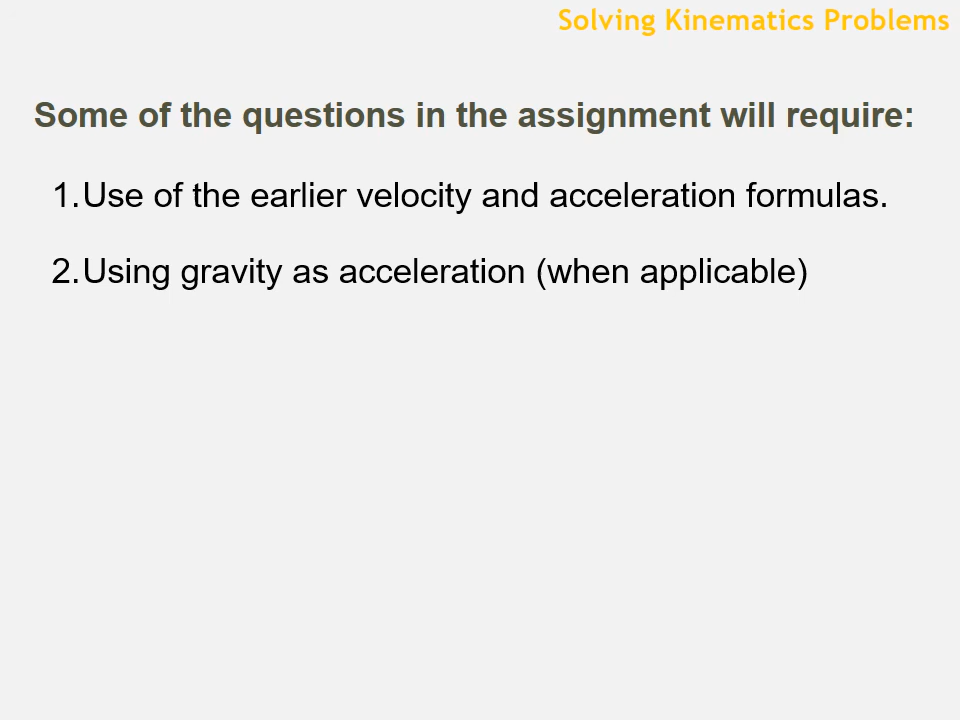 Solving Kinematics Problems
Some of the questions in the assignment will require:
1.Use of the earlier velocity and acceleration formulas.
2.Using gravity as acceleration (when applicable)